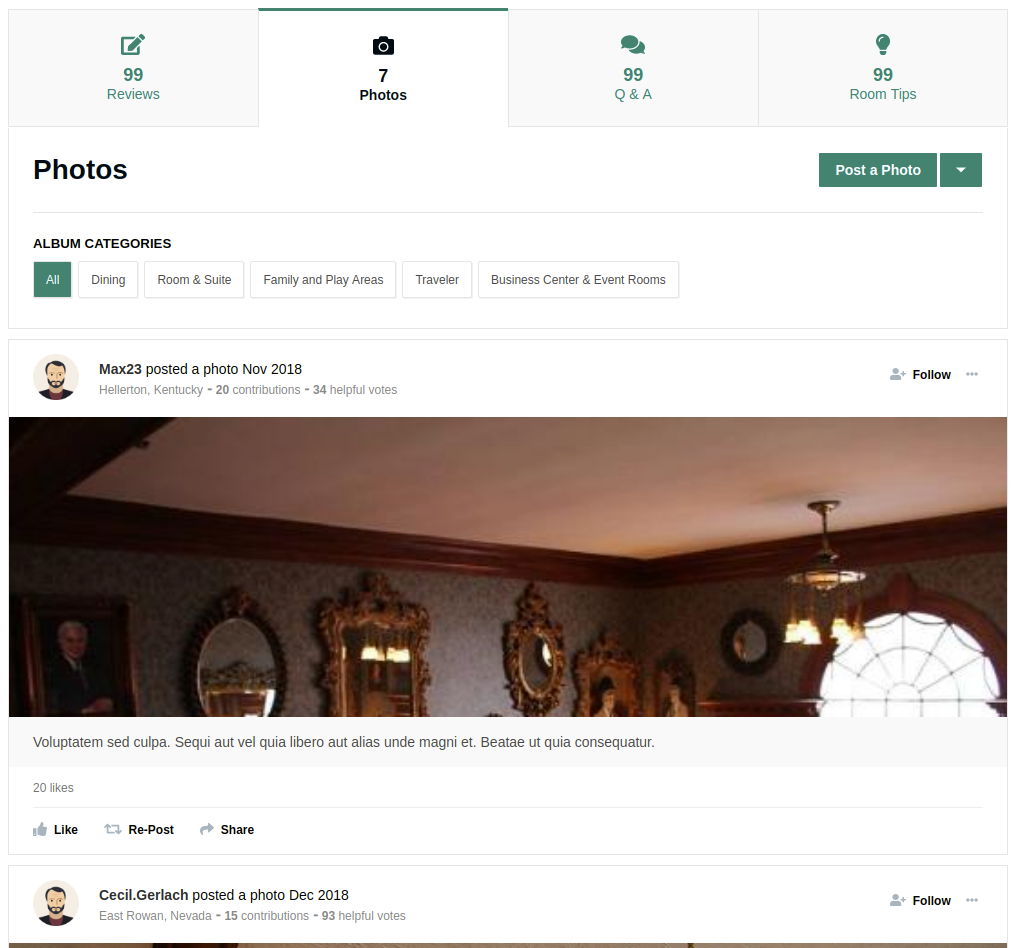 99
Reviews
7
Photos
99
Q & A
99
Room Tips
Photos
Post a Photo
ALBUM CATEGORIES
All Dining Room & Suite Family and Play Areas Traveler Business Center & Event Rooms
Max23 posted a photo Nov 2018
Hellerton, Kentucky - 20 contributions - 34 helpful votes
Follow
Voluptatem sed culpa. Sequi aut vel quia libero aut alias unde magni et. Beatae ut quia consequatur.
20 likes
Like Re-Post Share
Cecil.Gerlach posted a photo Dec 2018
East Rowan, Nevada - 15 contributions - 93 helpful votes
Follow